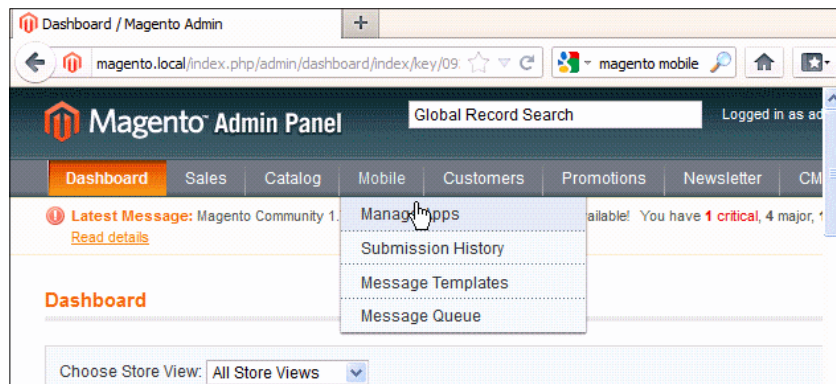 Dashboard / Magento Admin
magento.local/index.php/admin/dashboard/index/key/09
magento mobile
Magento Admin Panel
Global Record Search
Logged in as ad
Dashboard Sales Catalog Mobile Customers Promotions Newsletter CM
Latest Message: Magento Community 1. vailable! You have 1 critical, 4 major,
Read details
Manage Apps
Submission History
Message Templates
Message Queue
Dashboard
Choose Store View: All Store Views